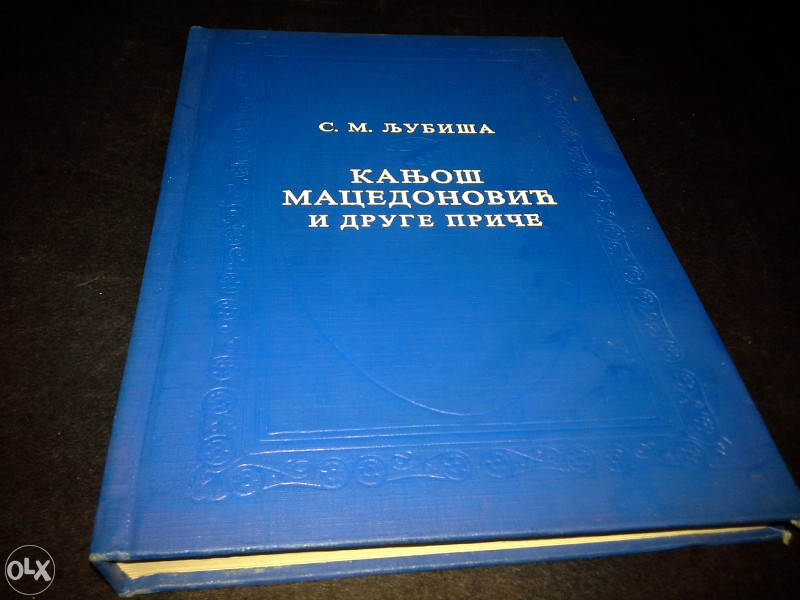 С. М. ЉУБИША
КАЊОШ
МАЦЕДОНОВИЋ
И ДРУГЕ ПРИЧЕ
OLX